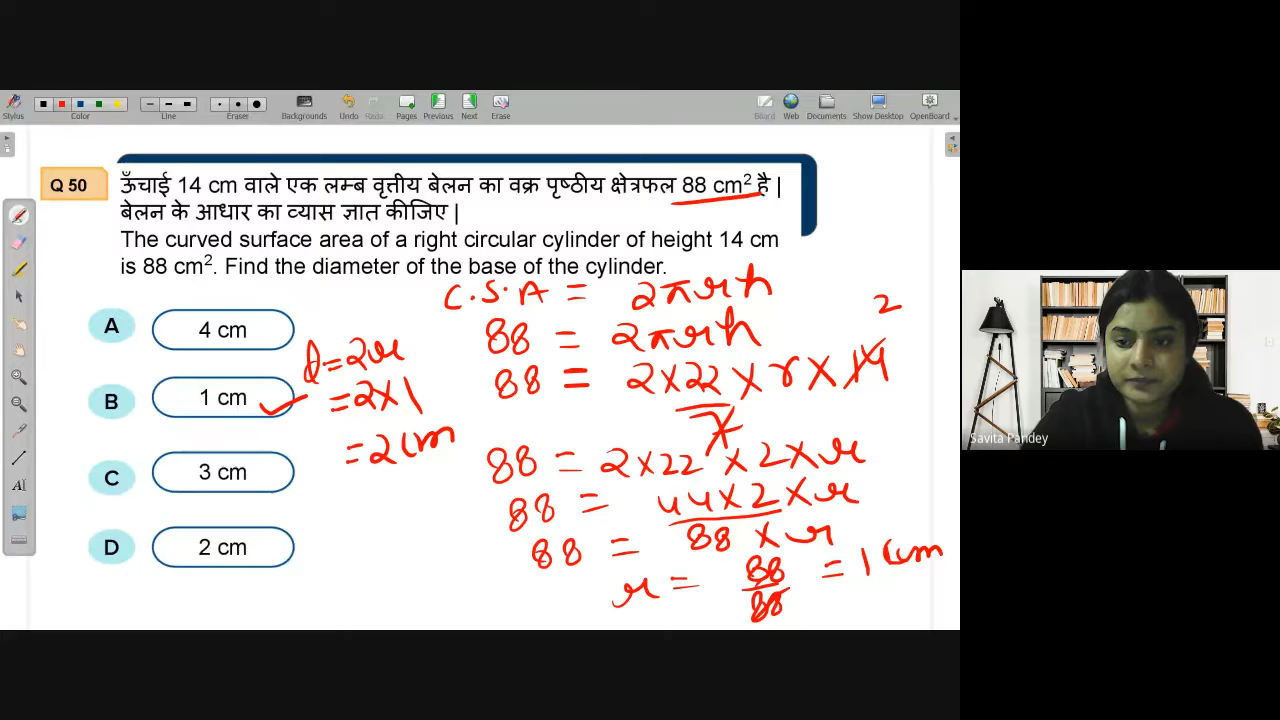 Stylus
Color
Line
Eraser
Backgrounds
Undo
Redo
Pages
Previous
Next
Erase
Board
Web
Documents
Show Desktop
OpenBoard
Q 50
ऊँचाई 14 cm वाले एक लम्ब वृत्तीय बेलन का वक्र पृष्ठीय क्षेत्रफल 88 cm² है |
बेलन के आधार का व्यास ज्ञात कीजिए |
The curved surface area of a right circular cylinder of height 14 cm
is 88 cm². Find the diameter of the base of the cylinder.
A
4 cm
B
1 cm
C
3 cm
D
2 cm
d=2r
=2×1
=2cm
C.S.A = 2πrh
88 = 2πrh
2
88 = 2×22×r×14
7
88 = 2×22×2×r
88 = 44×2×r
88 = 88×r
r = 88/88 = 1cm
AI
Savita Pandey